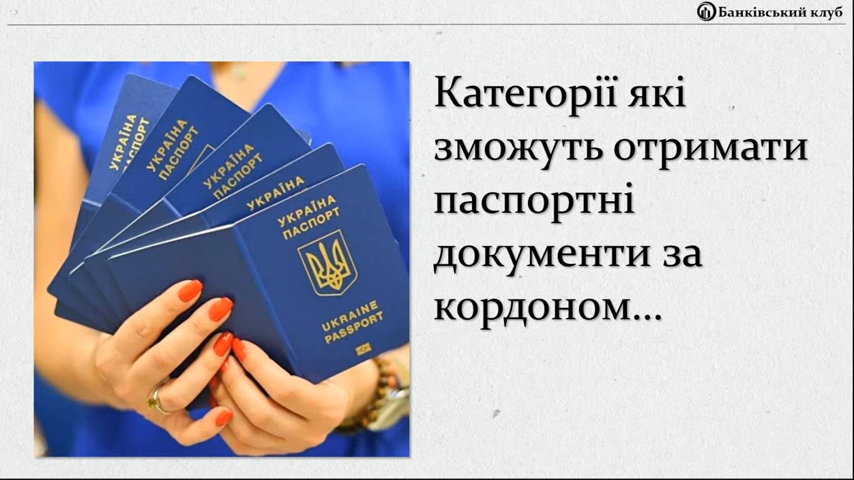 Банківський клуб
Категорії які
зможуть отримати
паспортні
документи за
кордоном...
УКРАЇНА
ПАСПОРТ
УКРАЇНА
ПАСПОРТ
УКРАЇНА
ПАСПОРТ
УКРАЇНА
УКРАЇНА
ПАСПОРТ
UKRAINE
PASSPORT